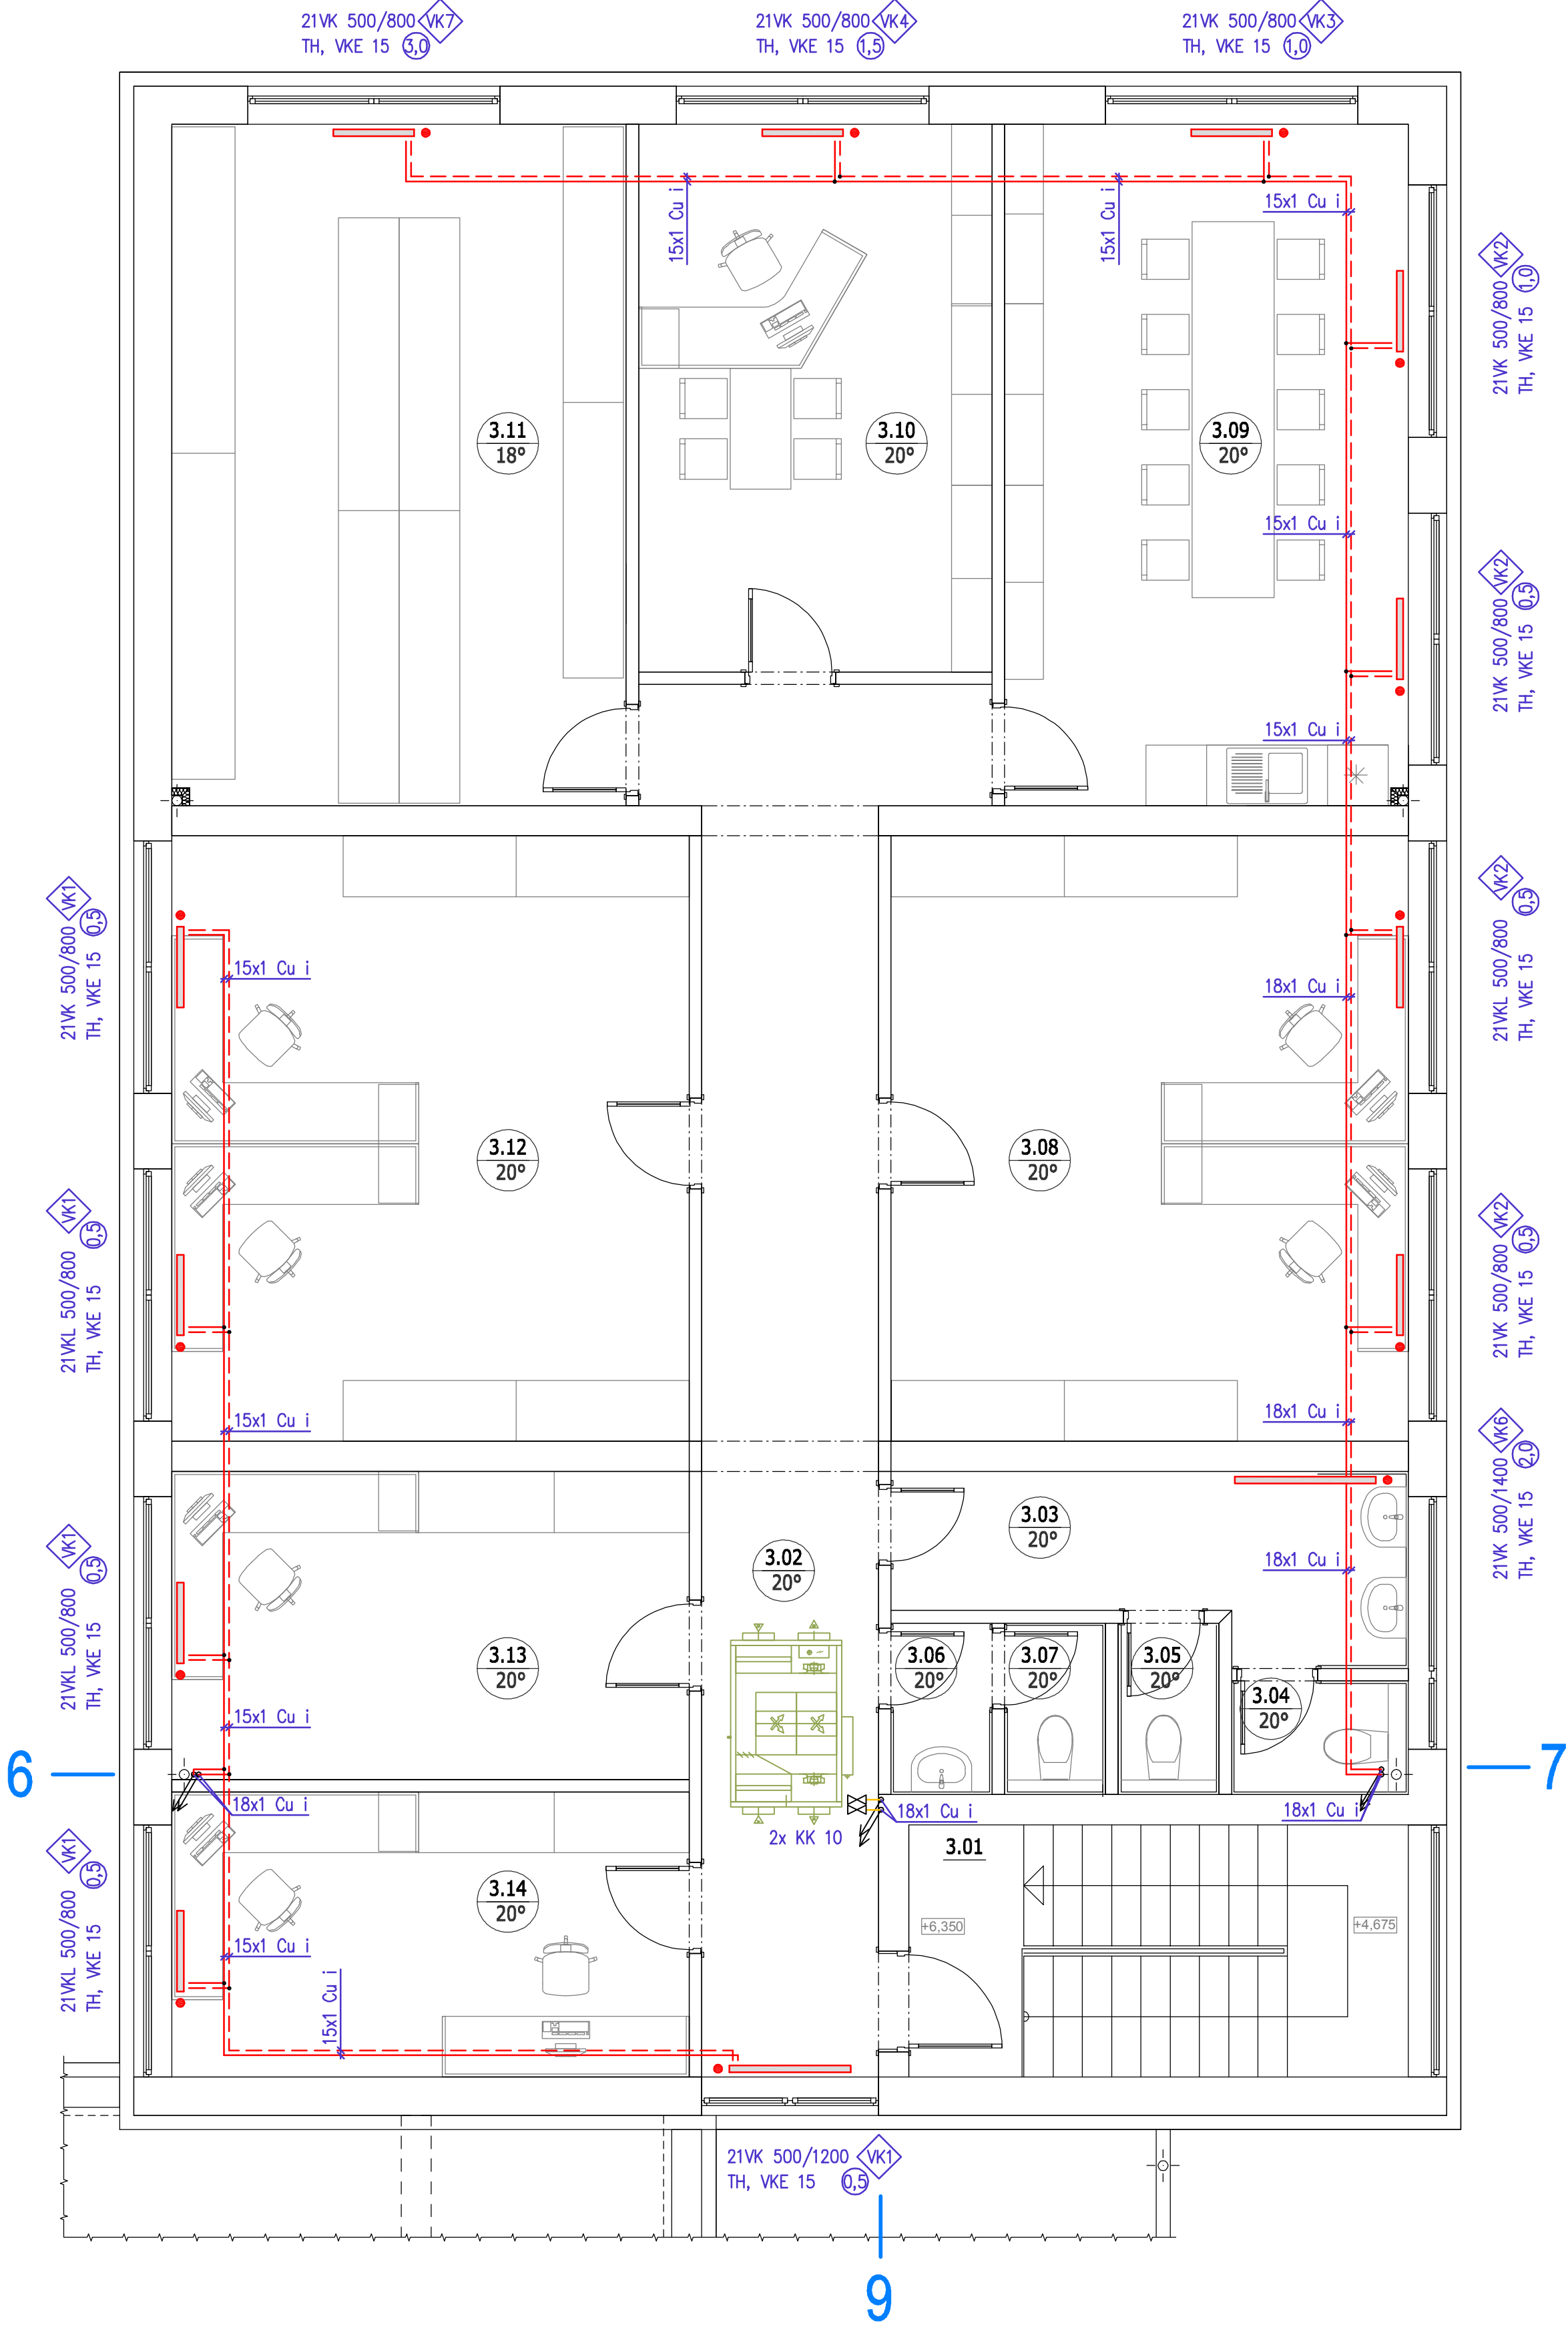 21VK 500/800 VK7
TH, VKE 15 3,0
21VK 500/800 VK4
TH, VKE 15 1,5
21VK 500/800 VK3
TH, VKE 15 1,0
15x1 Cu i
15x1 Cu i
15x1 Cu i
21VK 500/800 VK2
TH, VKE 15 1,0
3.11
18°
3.10
20°
3.09
20°
15x1 Cu i
21VK 500/800 VK2
TH, VKE 15 0,5
15x1 Cu i
21VK 500/800 VK1
TH, VKE 15 0,5
15x1 Cu i
18x1 Cu i
21VKL 500/800 VK2
TH, VKE 15 0,5
3.12
20°
3.08
20°
21VKL 500/800 VK1
TH, VKE 15 0,5
21VK 500/800 VK2
TH, VKE 15 0,5
15x1 Cu i
18x1 Cu i
21VK 500/1400 VK6
TH, VKE 15 2,0
3.03
20°
3.02
20°
18x1 Cu i
21VKL 500/800 VK1
TH, VKE 15 0,5
3.13
20°
3.06
20°
3.07
20°
3.05
20°
3.04
20°
15x1 Cu i
6
7
18x1 Cu i
18x1 Cu i
18x1 Cu i
2x KK 10
3.01
21VKL 500/800 VK1
TH, VKE 15 0,5
3.14
20°
+6,350
+4,675
15x1 Cu i
15x1 Cu i
21VK 500/1200 VK1
TH, VKE 15 0,5
9